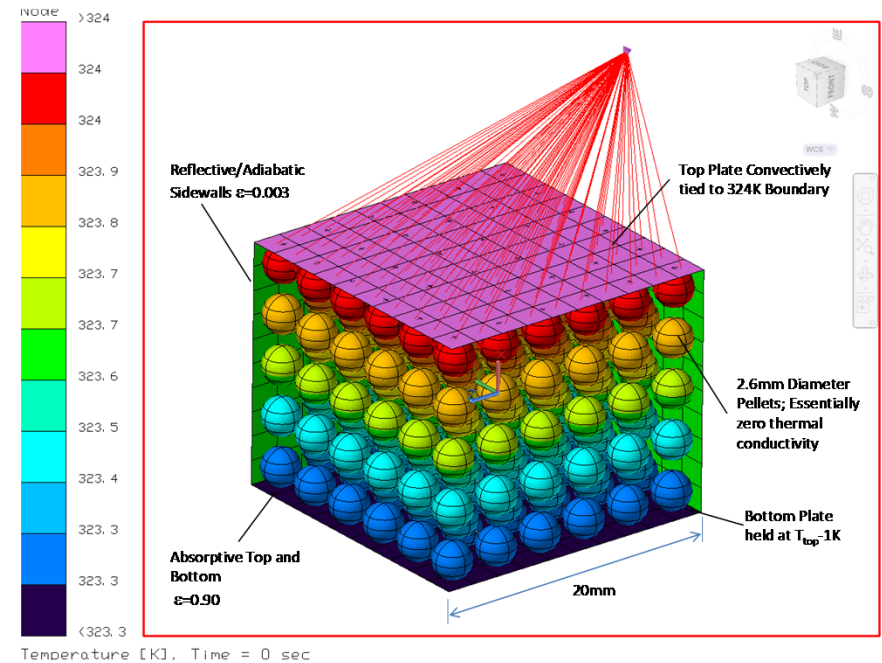 Node
>324
324
324
323. 9
323. 8
323. 7
323. 7
323. 6
323. 5
323. 4
323. 3
323. 3
<323. 3
Temperature [K], Time = 0 sec
Reflective/Adiabatic
Sidewalls ε=0.003
Top Plate Convectively
tied to 324K Boundary
2.6mm Diameter
Pellets; Essentially
zero thermal
conductivity
Bottom Plate
held at Ttop-1K
Absorptive Top and
Bottom
ε=0.90
20mm
TOP
FRONT
WCS